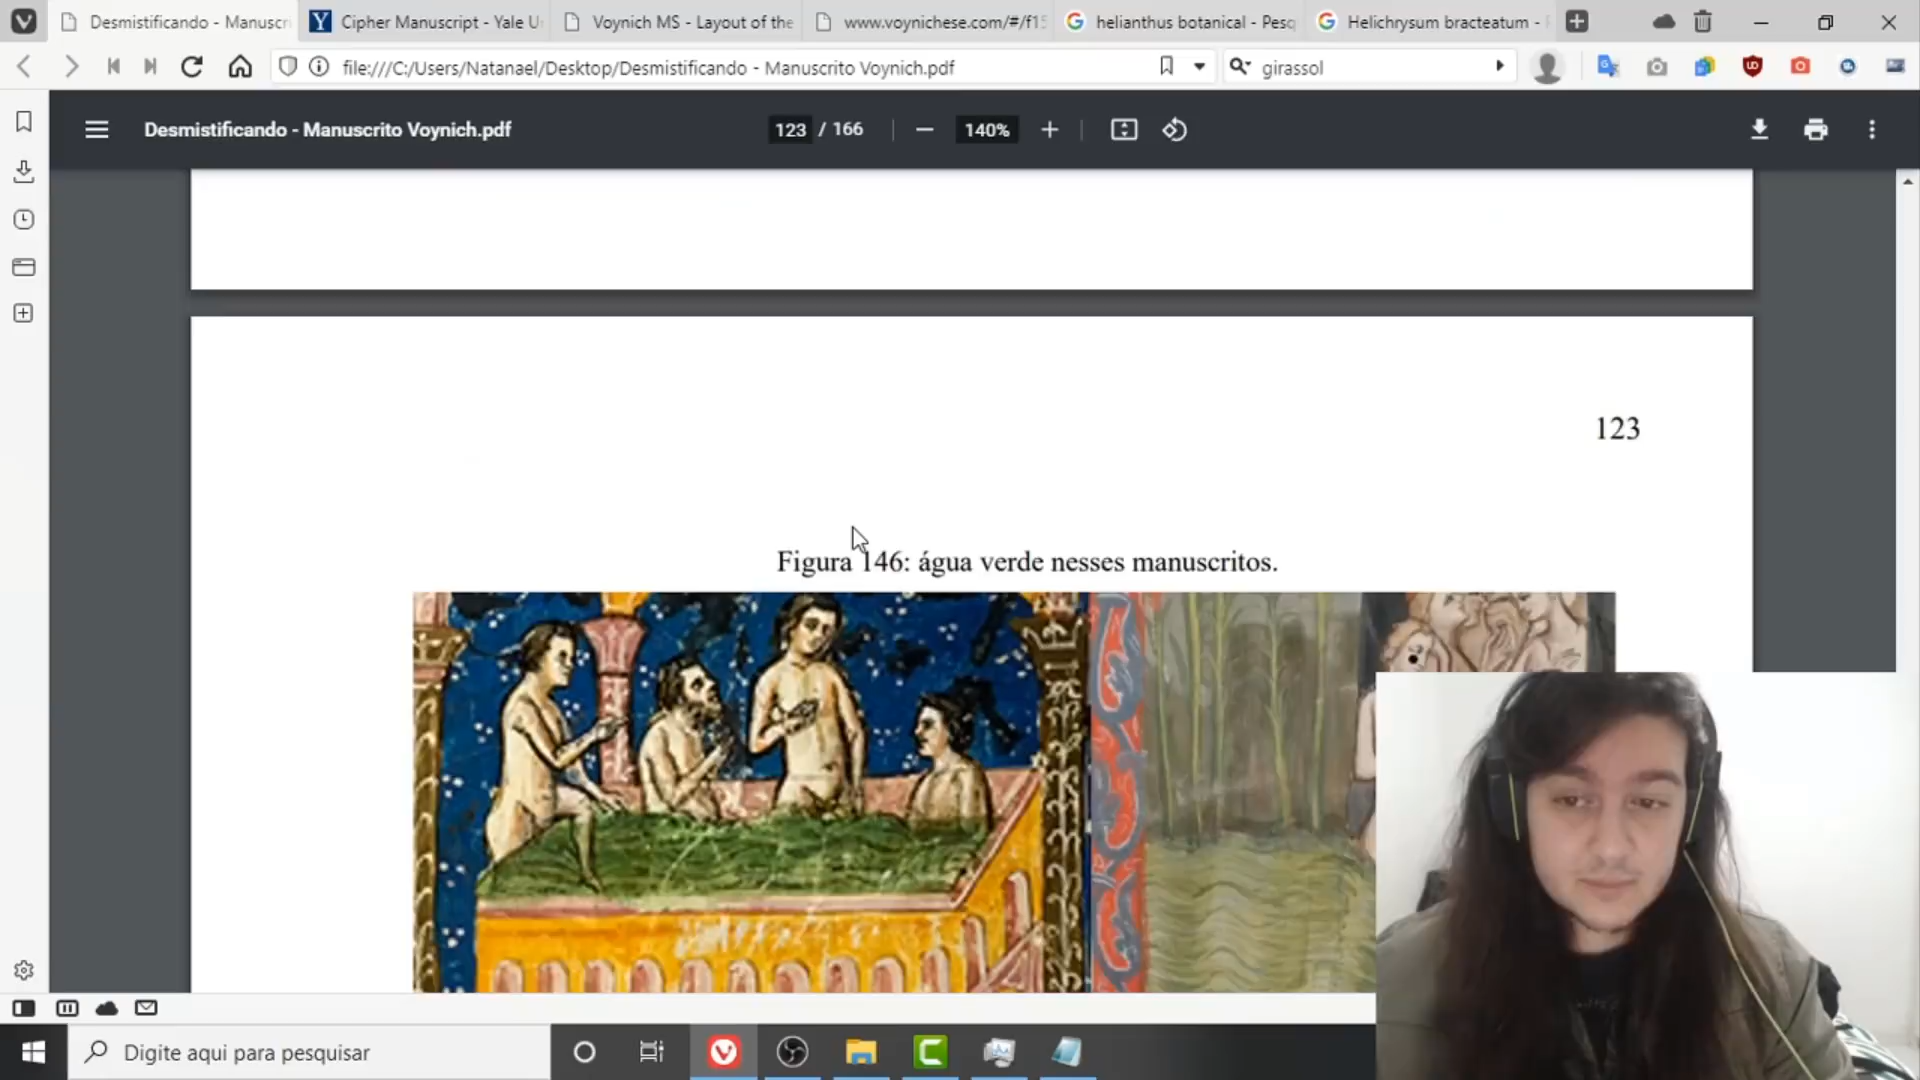 Desmistificando - Manuscri
Cipher Manuscript - Yale U
Voynich MS - Layout of the
www.voynichese.com/#/f15
helianthus botanical - Pesq
Helichrysum bracteatum -
file:///C:/Users/Natanael/Desktop/Desmistificando - Manuscrito Voynich.pdf
girassol
Desmistificando - Manuscrito Voynich.pdf
123 / 166
140%
123
Figura 146: água verde nesses manuscritos.
Digite aqui para pesquisar